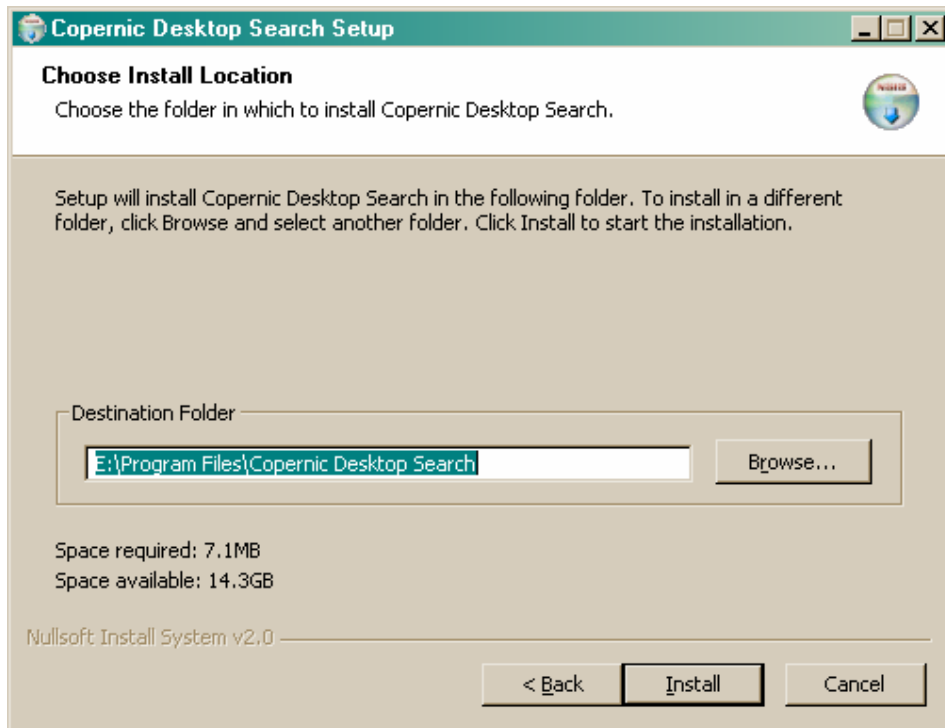 Copernic Desktop Search Setup
Choose Install Location
Choose the folder in which to install Copernic Desktop Search.
Setup will install Copernic Desktop Search in the following folder. To install in a different
folder, click Browse and select another folder. Click Install to start the installation.
Destination Folder
E:\Program Files\Copernic Desktop Search
Browse...
Space required: 7.1MB
Space available: 14.3GB
Nullsoft Install System v2.0
< Back
Install
Cancel